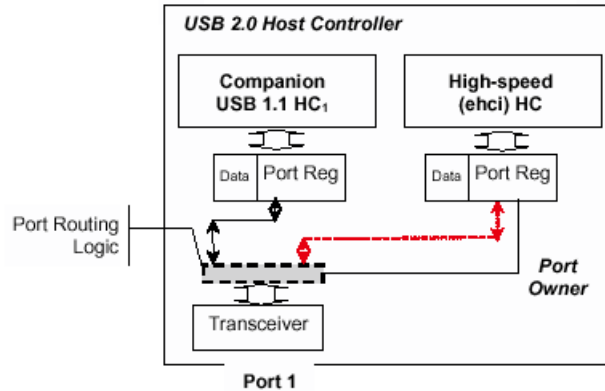 USB 2.0 Host Controller
Companion
USB 1.1 HC₁
High-speed
(ehci) HC
Data
Port Reg
Data
Port Reg
Port Routing
Logic
Port
Owner
Transceiver
Port 1